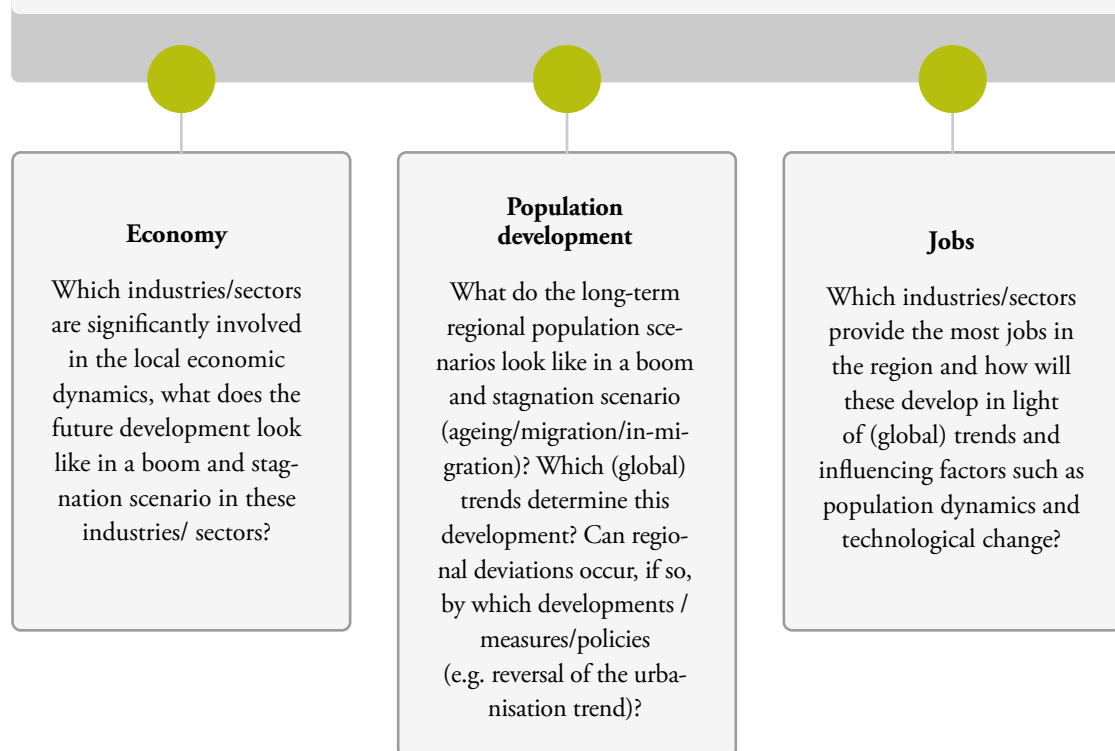 Economy
Which industries/sectors
are significantly involved
in the local economic
dynamics, what does the
future development look
like in a boom and stag-
nation scenario in these
industries/ sectors?
Population
development
What do the long-term
regional population sce-
narios look like in a boom
and stagnation scenario
(ageing/migration/in-mi-
gration)? Which (global)
trends determine this
development? Can regio-
nal deviations occur, if so,
by which developments /
measures/policies
(e.g. reversal of the urba-
nisation trend)?
Jobs
Which industries/sectors
provide the most jobs in
the region and how will
these develop in light
of (global) trends and
influencing factors such as
population dynamics and
technological change?